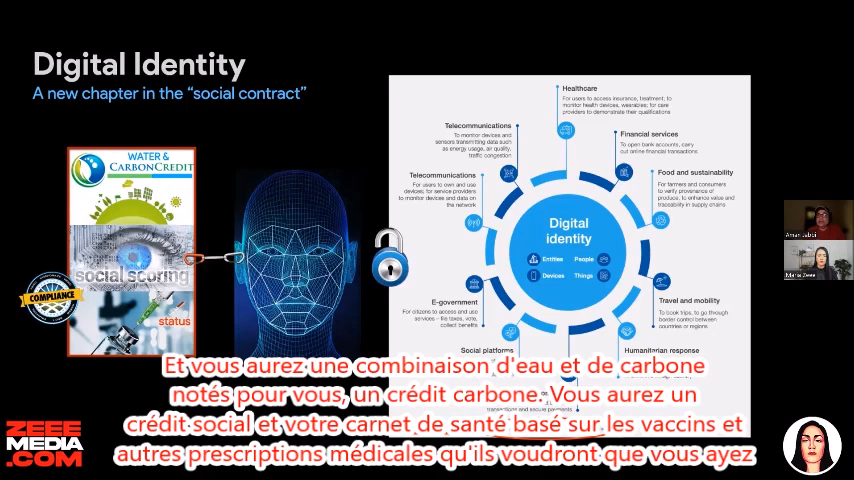 Digital Identity
A new chapter in the “social contract”
WATER &
CARBONCREDIT
social scoring
COMPLIANCE
status
Healthcare
For users to access insurance, treatment; to
monitor health devices, wearables; for care
providers to demonstrate their qualifications
Telecommunications
To monitor devices and
sensors transmitting data such
as energy usage, air quality,
traffic congestion
Financial services
To open bank accounts, carry
out online financial transactions
Telecommunications
For users to own and use
devices; for service providers
to monitor devices and data on
the network
Food and sustainability
For farmers and consumers
to verify provenance of
produce, to enhance value and
traceability in supply chains
Digital
identity
Entities People
Devices Things
E-government
For citizens to access and use
services – file taxes, vote,
collect benefits
Travel and mobility
To book trips, to go through
border control between
countries or regions
Social platforms
Humanitarian response
transactions and secure payments
Aman Jabbi
Maria Zeee
Et vous aurez une combinaison d'eau et de carbone
notés pour vous, un crédit carbone. Vous aurez un
crédit social et votre carnet de santé basé sur les vaccins et
autres prescriptions médicales qu'ils voudront que vous ayez
ZEEE
MEDIA
.COM